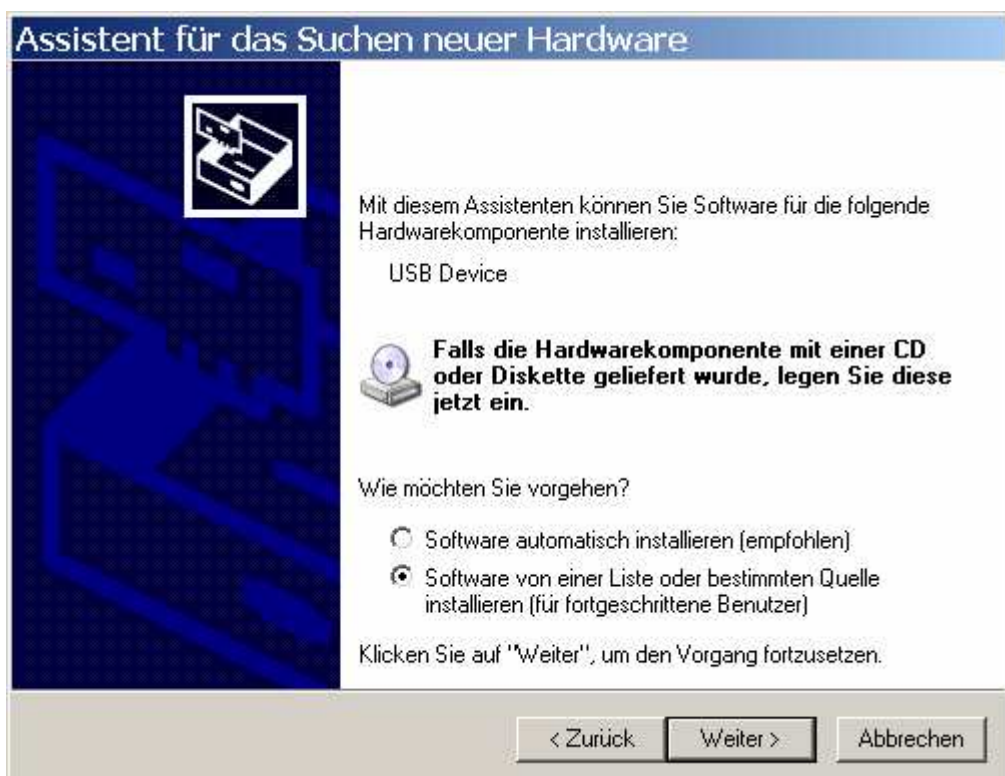 Assistent für das Suchen neuer Hardware
Mit diesem Assistenten können Sie Software für die folgende
Hardwarekomponente installieren:
USB Device
Falls die Hardwarekomponente mit einer CD
oder Diskette geliefert wurde, legen Sie diese
jetzt ein.
Wie möchten Sie vorgehen?
Software automatisch installieren (empfohlen)
Software von einer Liste oder bestimmten Quelle
installieren (für fortgeschrittene Benutzer)
Klicken Sie auf "Weiter", um den Vorgang fortzusetzen.
< Zurück Weiter > Abbrechen